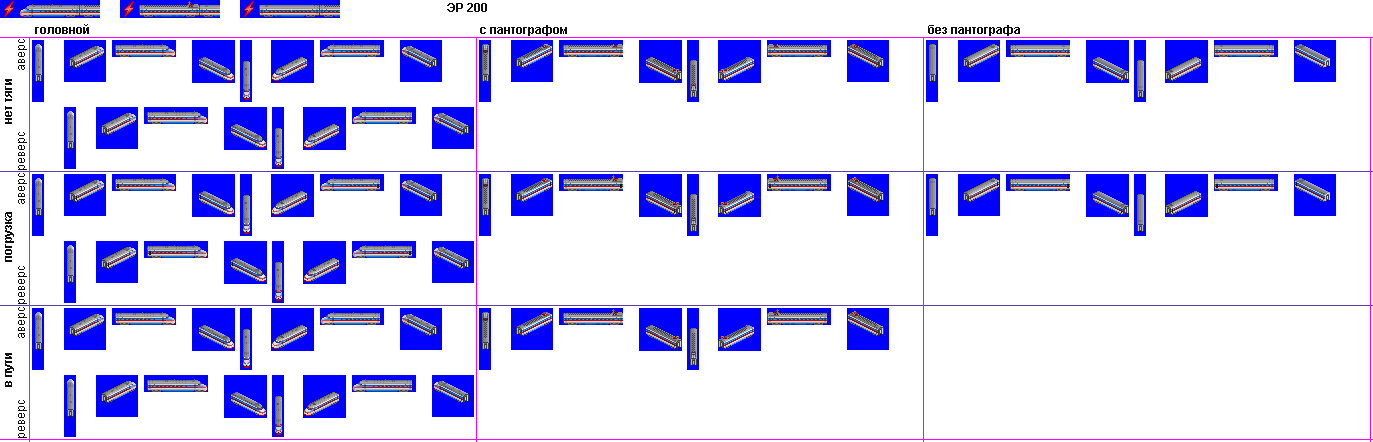 ЭР 200
головной
с пантографом
без пантографа
нет тяги
аверс
реверс
погрузка
аверс
реверс
в пути
аверс
реверс